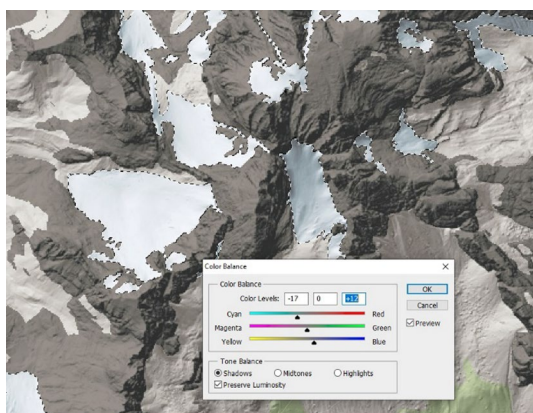 Color Balance
Color Balance
Color Levels: -17 0 +12
Cyan Red
Magenta Green
Yellow Blue
Tone Balance
Shadows Midtones Highlights
Preserve Luminosity
OK
Cancel
Preview